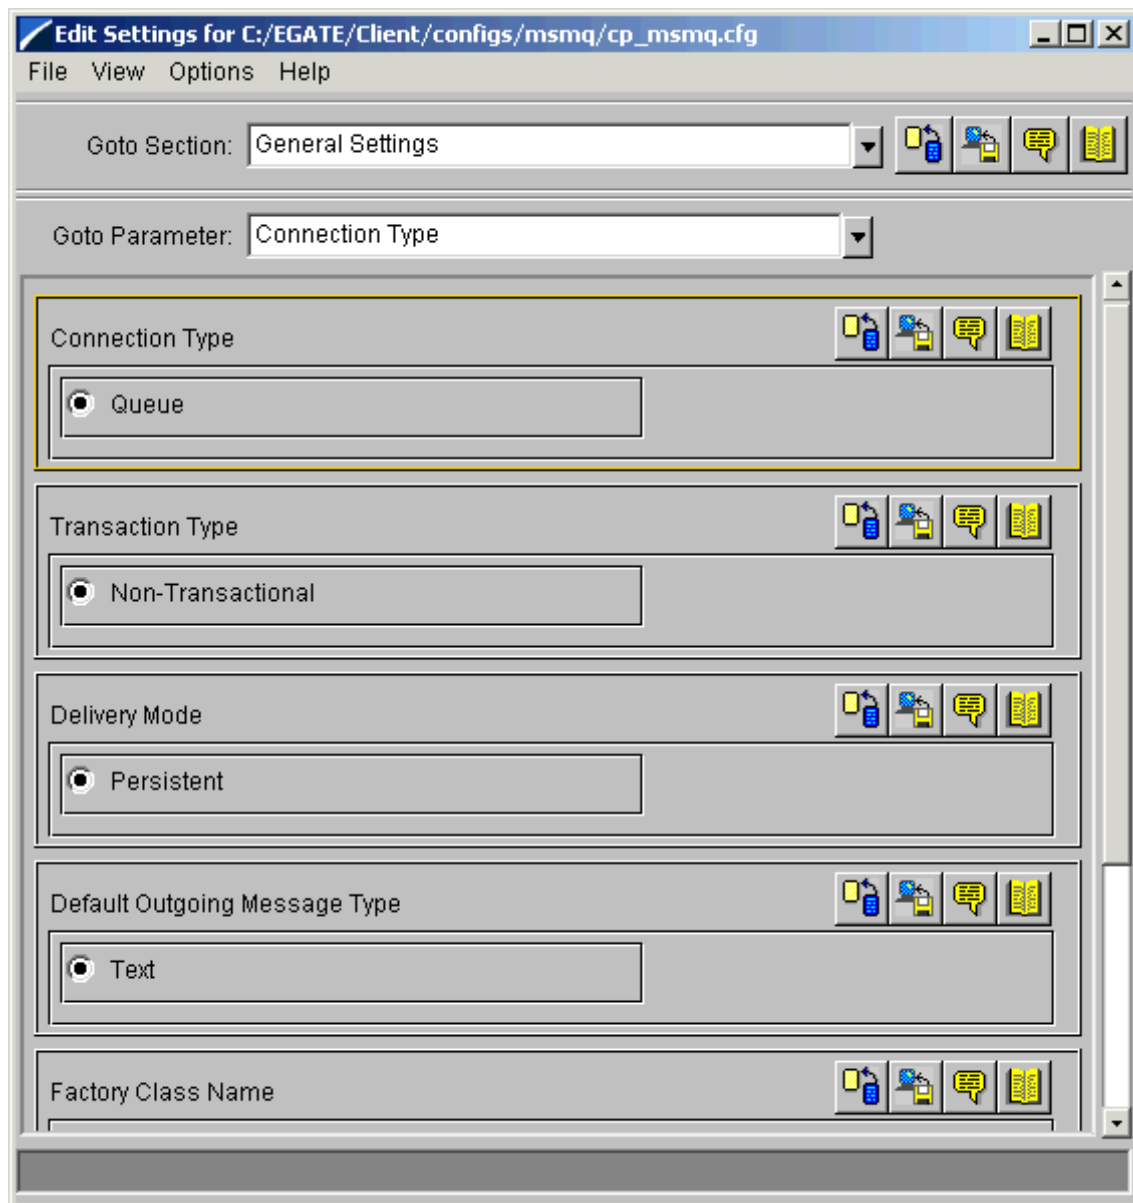 Edit Settings for C:/EGATE/Client/configs/msmq/cp_msmq.cfg
File View Options Help
Goto Section: General Settings
Goto Parameter: Connection Type
Connection Type
Queue
Transaction Type
Non-Transactional
Delivery Mode
Persistent
Default Outgoing Message Type
Text
Factory Class Name